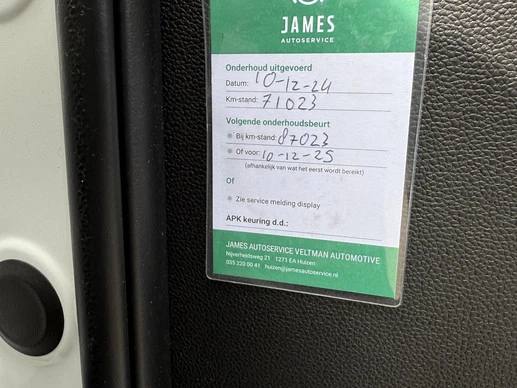 JAMES
AUTOSERVICE
Onderhoud uitgevoerd
Datum: 10-12-24
Km-stand: 71023
Volgende onderhoudsbeurt
Bij km-stand: 87023
Of voor: 10-12-25
(afhankelijk van wat het eerst wordt bereikt)
Of
Zie service melding display
APK keuring d.d.:
JAMES AUTOSERVICE VELTMAN AUTOMOTIVE
Nijverheidsweg 21 1271 EA Huizen
035 220 00 41 huizen@jamesautoservice.nl